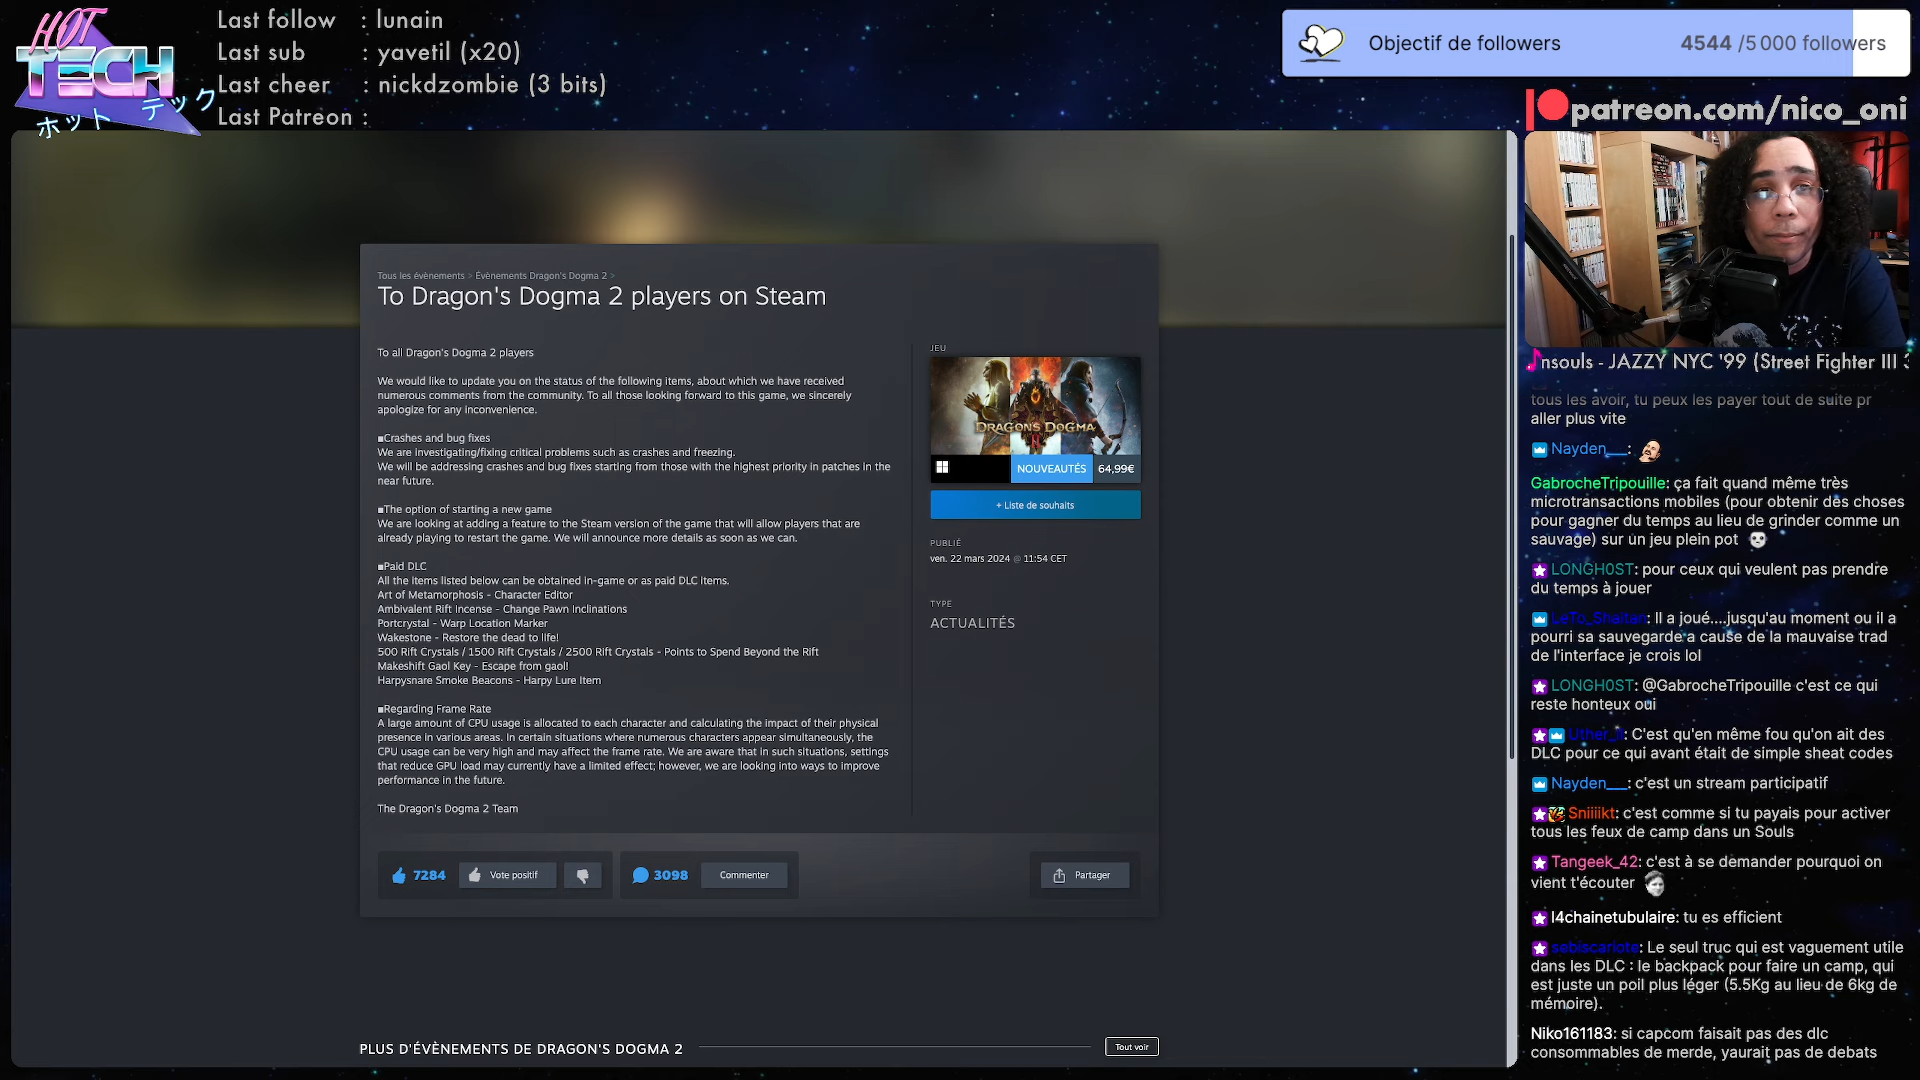 HOT
TECH
ホット テック
Last follow : lunain
Last sub : yavetil (x20)
Last cheer : nickdzombie (3 bits)
Last Patreon :
Objectif de followers 4544 /5 000 followers
patreon.com/nico_oni
Tous les évènements > Évènements Dragon's Dogma 2 >
To Dragon's Dogma 2 players on Steam
To all Dragon's Dogma 2 players
We would like to update you on the status of the following items, about which we have received
numerous comments from the community. To all those looking forward to this game, we sincerely
apologize for any inconvenience.
■Crashes and bug fixes
We are investigating/fixing critical problems such as crashes and freezing.
We will be addressing crashes and bug fixes starting from those with the highest priority in patches in the
near future.
■The option of starting a new game
We are looking at adding a feature to the Steam version of the game that will allow players that are
already playing to restart the game. We will announce more details as soon as we can.
■Paid DLC
All the items listed below can be obtained in-game or as paid DLC items.
Art of Metamorphosis - Character Editor
Ambivalent Rift Incense - Change Pawn Inclinations
Portcrystal - Warp Location Marker
Wakestone - Restore the dead to life!
500 Rift Crystals / 1500 Rift Crystals / 2500 Rift Crystals - Points to Spend Beyond the Rift
Makeshift Gaol Key - Escape from gaol!
Harpysnare Smoke Beacons - Harpy Lure Item
■Regarding Frame Rate
A large amount of CPU usage is allocated to each character and calculating the impact of their physical
presence in various areas. In certain situations where numerous characters appear simultaneously, the
CPU usage can be very high and may affect the frame rate. We are aware that in such situations, settings
that reduce GPU load may currently have a limited effect; however, we are looking into ways to improve
performance in the future.
The Dragon's Dogma 2 Team
JEU
DRAGON'S DOGMA
NOUVEAUTÉS 64,99€
+ Liste de souhaits
PUBLIÉ
ven. 22 mars 2024 @ 11:54 CET
TYPE
ACTUALITÉS
7284 Vote positif
3098 Commenter
Partager
PLUS D'ÉVÈNEMENTS DE DRAGON'S DOGMA 2
Tout voir
nsouls - JAZZY NYC '99 (Street Fighter III 3
tous les avoir, tu peux les payer tout de suite pr
aller plus vite
Nayden___:
GabrocheTripouille: ça fait quand même très
microtransactions mobiles (pour obtenir des choses
pour gagner du temps au lieu de grinder comme un
sauvage) sur un jeu plein pot
LONGH0ST: pour ceux qui veulent pas prendre
du temps à jouer
LeTo_Shaitan: Il a joué....jusqu'au moment ou il a
pourri sa sauvegarde a cause de la mauvaise trad
de l'interface je crois lol
LONGH0ST: @GabrocheTripouille c'est ce qui
reste honteux oui
C'est qu'en même fou qu'on ait des
DLC pour ce qui avant était de simple sheat codes
Nayden___: c'est un stream participatif
Sniiiikt: c'est comme si tu payais pour activer
tous les feux de camp dans un Souls
Tangeek_42: c'est à se demander pourquoi on
vient t'écouter
l4chainetubulaire: tu es efficient
sebiscariote: Le seul truc qui est vaguement utile
dans les DLC : le backpack pour faire un camp, qui
est juste un poil plus léger (5.5Kg au lieu de 6kg de
mémoire).
Niko161183: si capcom faisait pas des dlc
consommables de merde, yaurait pas de debats